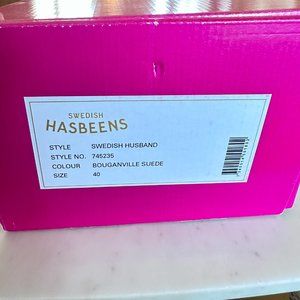 SWEDISH
HASBEENS
STYLE SWEDISH HUSBAND
STYLE NO. 745235
COLOUR BOUGANVILLE SUEDE
SIZE 40